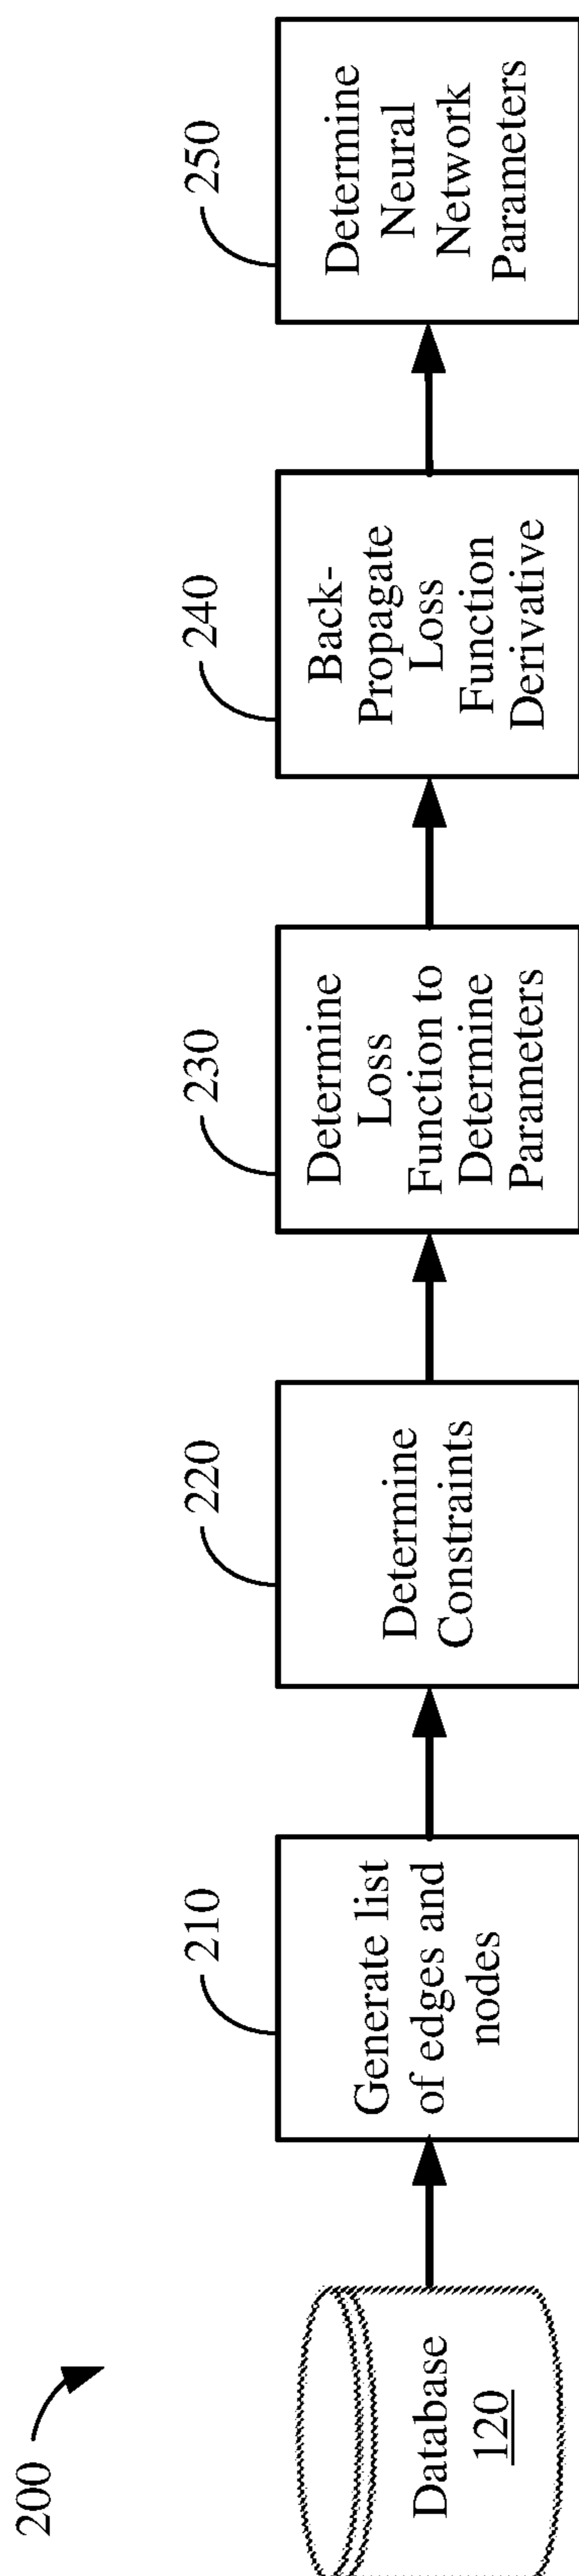 200
Database
120
210
Generate list
of edges and
nodes
220
Determine
Constraints
230
Determine
Loss
Function to
Determine
Parameters
240
Back-
Propagate
Loss
Function
Derivative
250
Determine
Neural
Network
Parameters